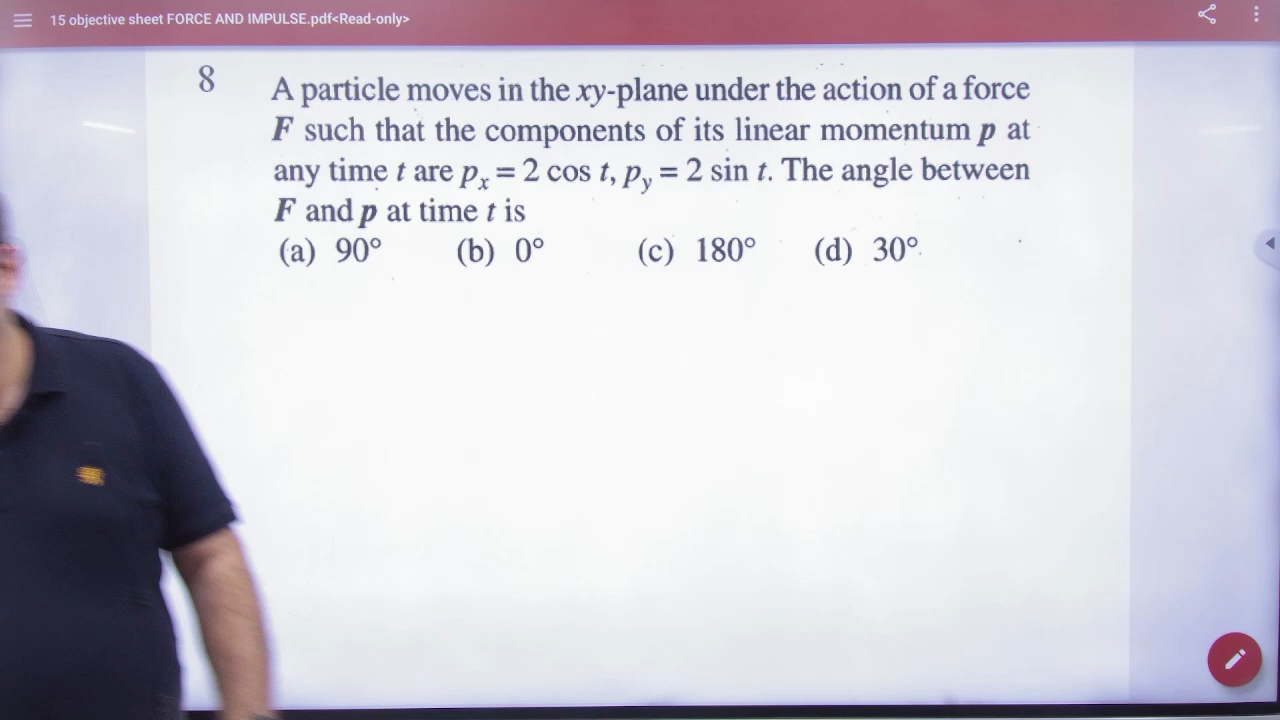 15 objective sheet FORCE AND IMPULSE.pdf<Read-only>
8 A particle moves in the xy-plane under the action of a force
F such that the components of its linear momentum p at
any time t are pₓ = 2 cos t, pᵧ = 2 sin t. The angle between
F and p at time t is
(a) 90° (b) 0° (c) 180° (d) 30°.